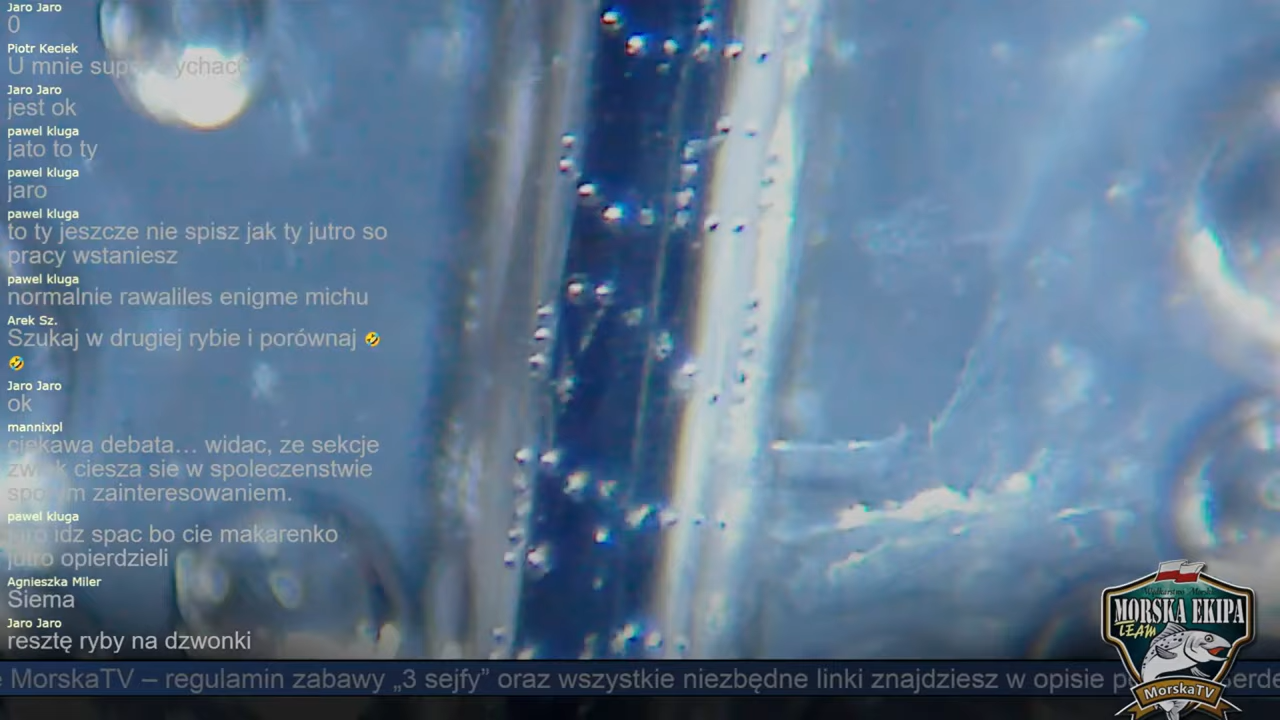 Jaro Jaro
0
Piotr Keciek
U mnie
Jaro Jaro
jest ok
pawel kluga
jato to ty
pawel kluga
jaro
pawel kluga
to ty jeszcze nie spisz jak ty jutro so
pracy wstaniesz
pawel kluga
normalnie rawaliles enigme michu
Arek Sz.
Szukaj w drugiej rybie i porównaj 🤣
🤣
Jaro Jaro
ok
mannixpl
ciekawa debata... widac, ze sekcje
ciesza sie w spoleczenstwie
zainteresowaniem.
pawel kluga
idz spac bo cie makarenko
jutro opierdzieli
Agnieszka Miler
Siema
Jaro Jaro
resztę ryby na dzwonki
e MorskaTV – regulamin zabawy „3 sejfy” oraz wszystkie niezbędne linki znajdziesz w opisie
MORSKA EKIPA
TEAM
MorskaTV